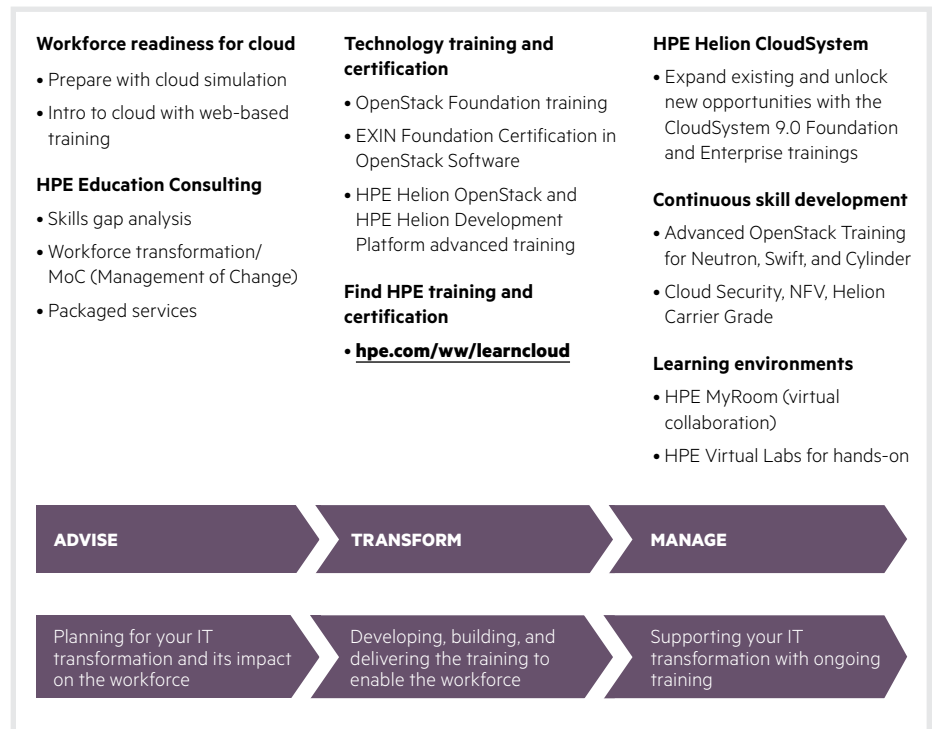 Workforce readiness for cloud
• Prepare with cloud simulation
• Intro to cloud with web-based
training
HPE Education Consulting
• Skills gap analysis
• Workforce transformation/
MoC (Management of Change)
• Packaged services
Technology training and
certification
• OpenStack Foundation training
• EXIN Foundation Certification in
OpenStack Software
• HPE Helion OpenStack and
HPE Helion Development
Platform advanced training
Find HPE training and
certification
• hpe.com/ww/learncloud
HPE Helion CloudSystem
• Expand existing and unlock
new opportunities with the
CloudSystem 9.0 Foundation
and Enterprise trainings
Continuous skill development
• Advanced OpenStack Training
for Neutron, Swift, and Cylinder
• Cloud Security, NFV, Helion
Carrier Grade
Learning environments
• HPE MyRoom (virtual
collaboration)
• HPE Virtual Labs for hands-on
ADVISE
TRANSFORM
MANAGE
Planning for your IT
transformation and its impact
on the workforce
Developing, building, and
delivering the training to
enable the workforce
Supporting your IT
transformation with ongoing
training